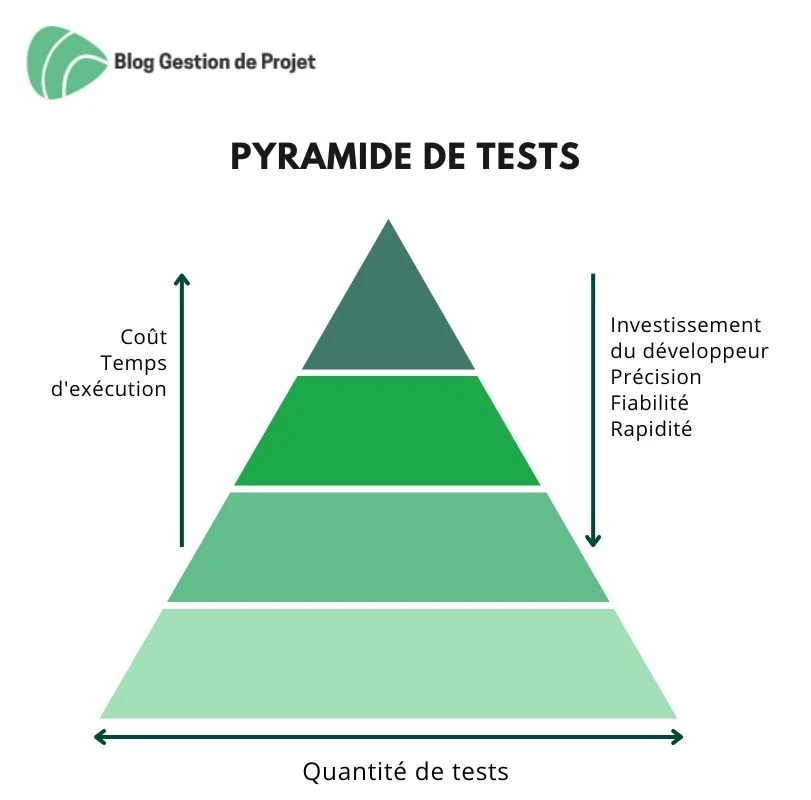 Blog Gestion de Projet
PYRAMIDE DE TESTS
Coût
Temps
d'exécution
Investissement
du développeur
Précision
Fiabilité
Rapidité
Quantité de tests